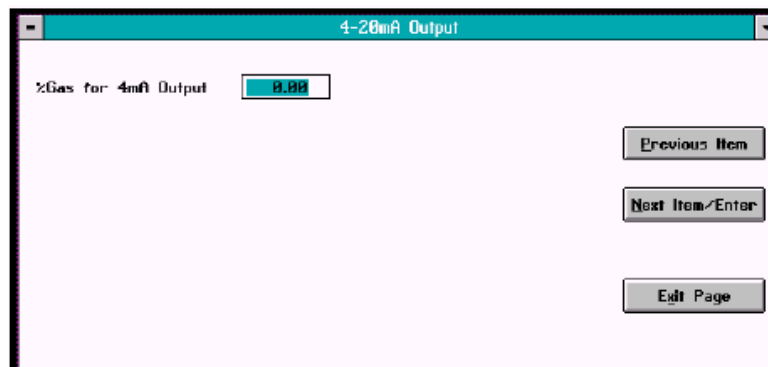 4-20mA Output
%Gas for 4mA Output 0.00
Previous Item
Next Item/Enter
Exit Page